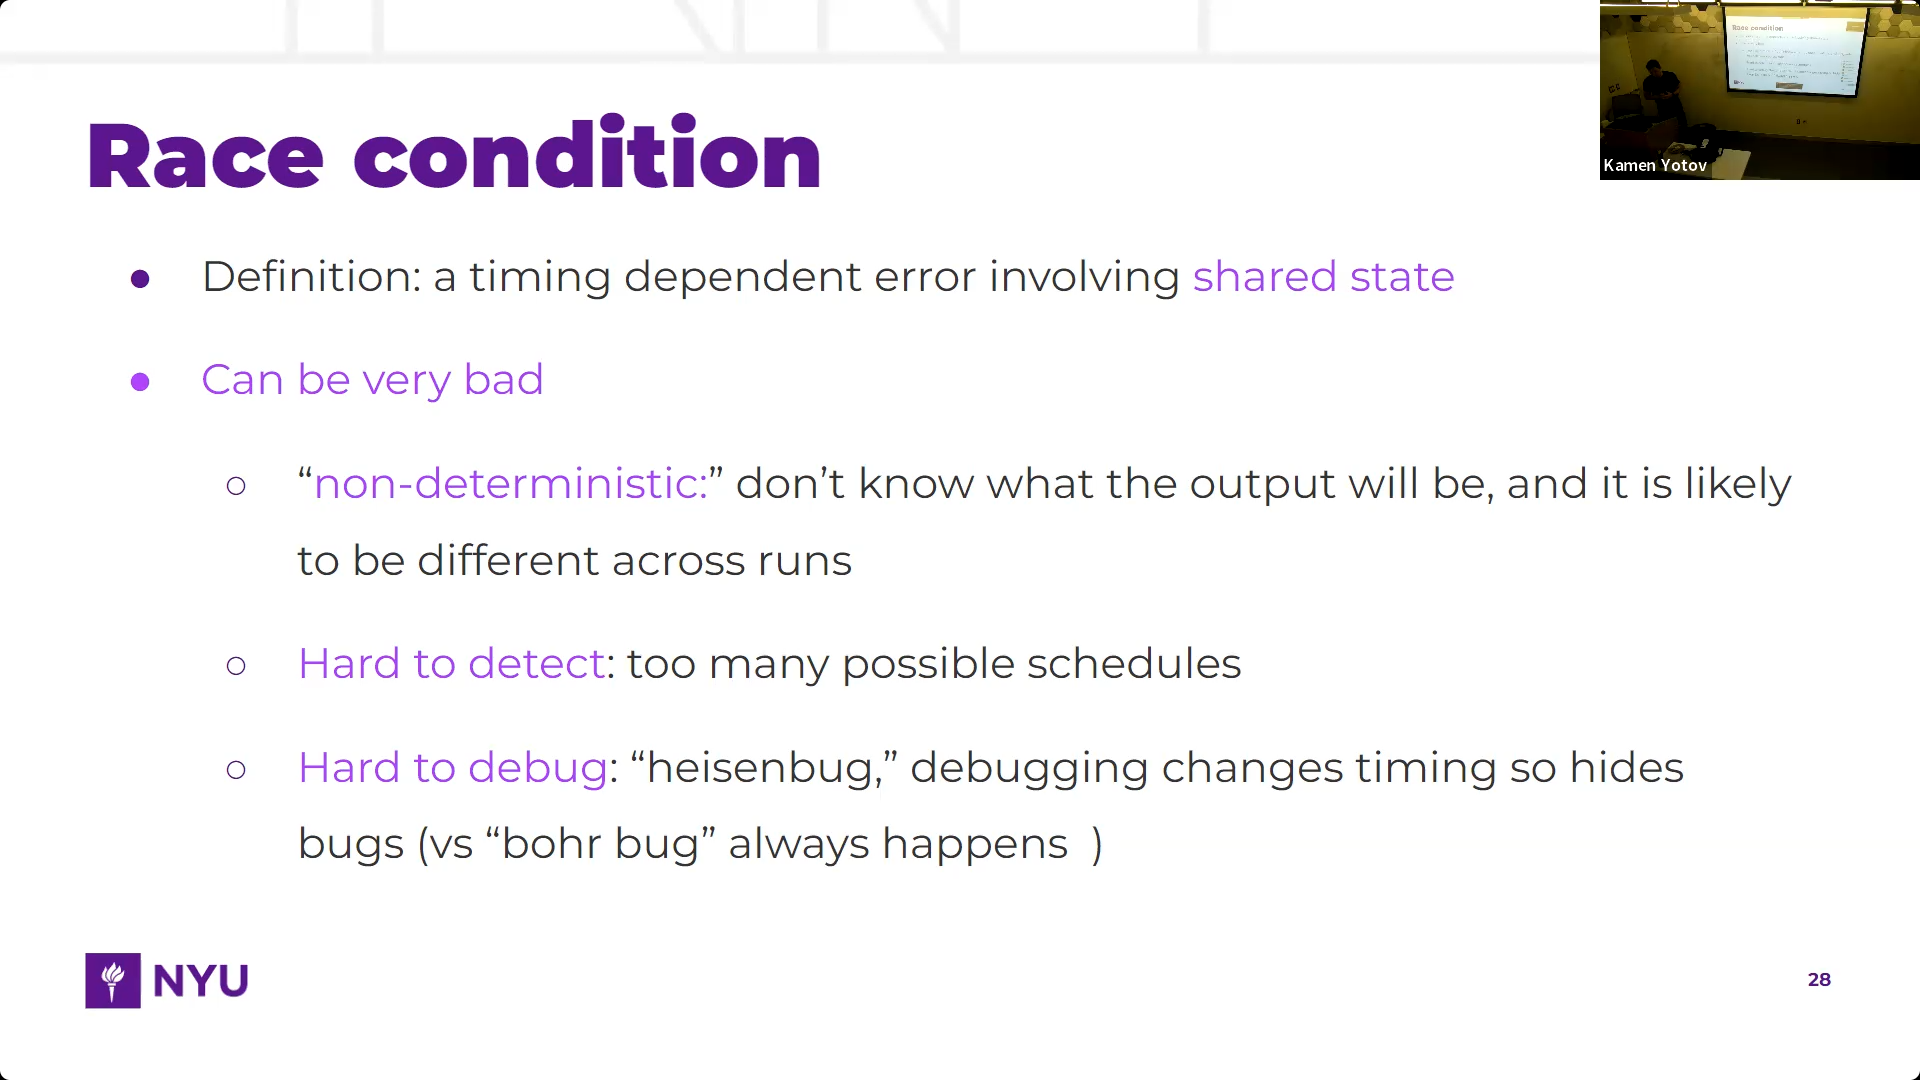 Race condition
Race condition
Kamen Yotov
● Definition: a timing dependent error involving shared state
● Can be very bad
○ “non-deterministic:” don’t know what the output will be, and it is likely
to be different across runs
○ Hard to detect: too many possible schedules
○ Hard to debug: “heisenbug,” debugging changes timing so hides
bugs (vs “bohr bug” always happens  )
NYU
28